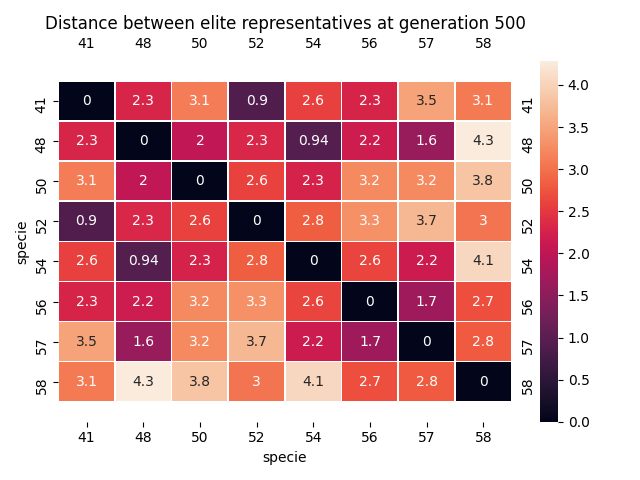 Distance between elite representatives at generation 500
41 48 50 52 54 56 57 58
41 0 2.3 3.1 0.9 2.6 2.3 3.5 3.1 41
48 2.3 0 2 2.3 0.94 2.2 1.6 4.3 48
50 3.1 2 0 2.6 2.3 3.2 3.2 3.8 50
52 0.9 2.3 2.6 0 2.8 3.3 3.7 3 52
54 2.6 0.94 2.3 2.8 0 2.6 2.2 4.1 54
56 2.3 2.2 3.2 3.3 2.6 0 1.7 2.7 56
57 3.5 1.6 3.2 3.7 2.2 1.7 0 2.8 57
58 3.1 4.3 3.8 3 4.1 2.7 2.8 0 58
41 48 50 52 54 56 57 58
specie
specie
4.0
3.5
3.0
2.5
2.0
1.5
1.0
0.5
0.0